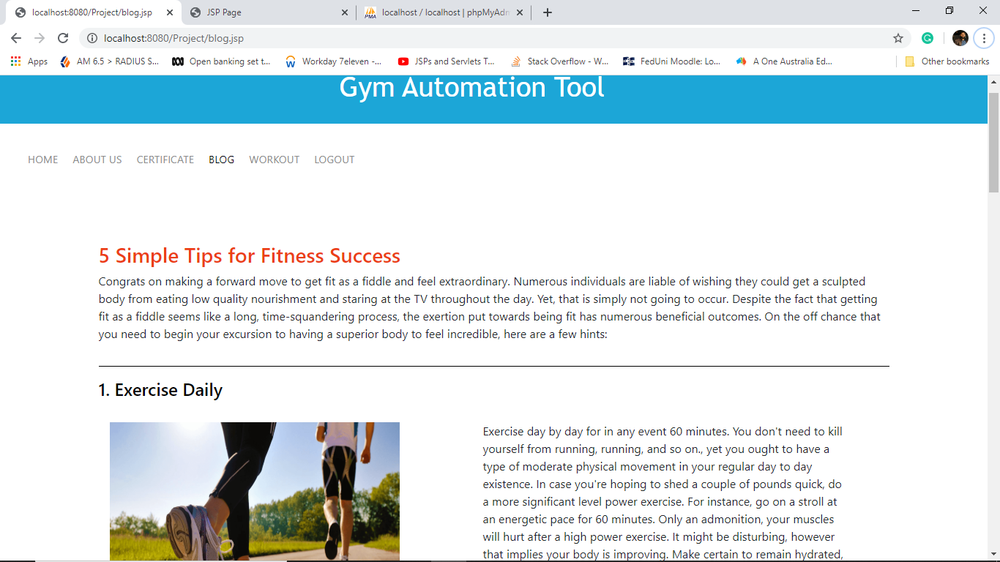 localhost:8080/Project/blog.jsp
JSP Page
PMA
localhost / localhost | phpMyAdn
localhost:8080/Project/blog.jsp
Apps
AM 6.5 > RADIUS S...
Open banking set t...
Workday 7eleven -...
JSPs and Servlets T...
Stack Overflow - W...
FedUni Moodle: Lo...
A One Australia Ed...
Other bookmarks
Gym Automation Tool
HOME ABOUT US CERTIFICATE BLOG WORKOUT LOGOUT
5 Simple Tips for Fitness Success
Congrats on making a forward move to get fit as a fiddle and feel extraordinary. Numerous individuals are liable of wishing they could get a sculpted
body from eating low quality nourishment and staring at the TV throughout the day. Yet, that is simply not going to occur. Despite the fact that getting
fit as a fiddle seems like a long, time-squandering process, the exertion put towards being fit has numerous beneficial outcomes. On the off chance that
you need to begin your excursion to having a superior body to feel incredible, here are a few hints:
1. Exercise Daily
Exercise day by day for in any event 60 minutes. You don't need to kill
yourself from running, running, and so on., yet you ought to have a
type of moderate physical movement in your regular day to day
existence. In case you're hoping to shed a couple of pounds quick, do
a more significant level power exercise. For instance, go on a stroll at
an energetic pace for 60 minutes. Only an admonition, your muscles
will hurt after a high power exercise. It might be disturbing, however
that implies your body is improving. Make certain to remain hydrated,